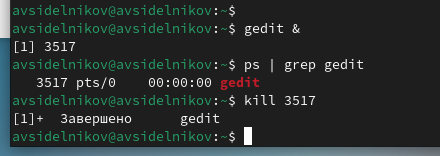 avsidelnikov@avsidelnikov:~$
avsidelnikov@avsidelnikov:~$ gedit &
[1] 3517
avsidelnikov@avsidelnikov:~$ ps | grep gedit
   3517 pts/0    00:00:00 gedit
avsidelnikov@avsidelnikov:~$ kill 3517
[1]+  Завершено      gedit
avsidelnikov@avsidelnikov:~$